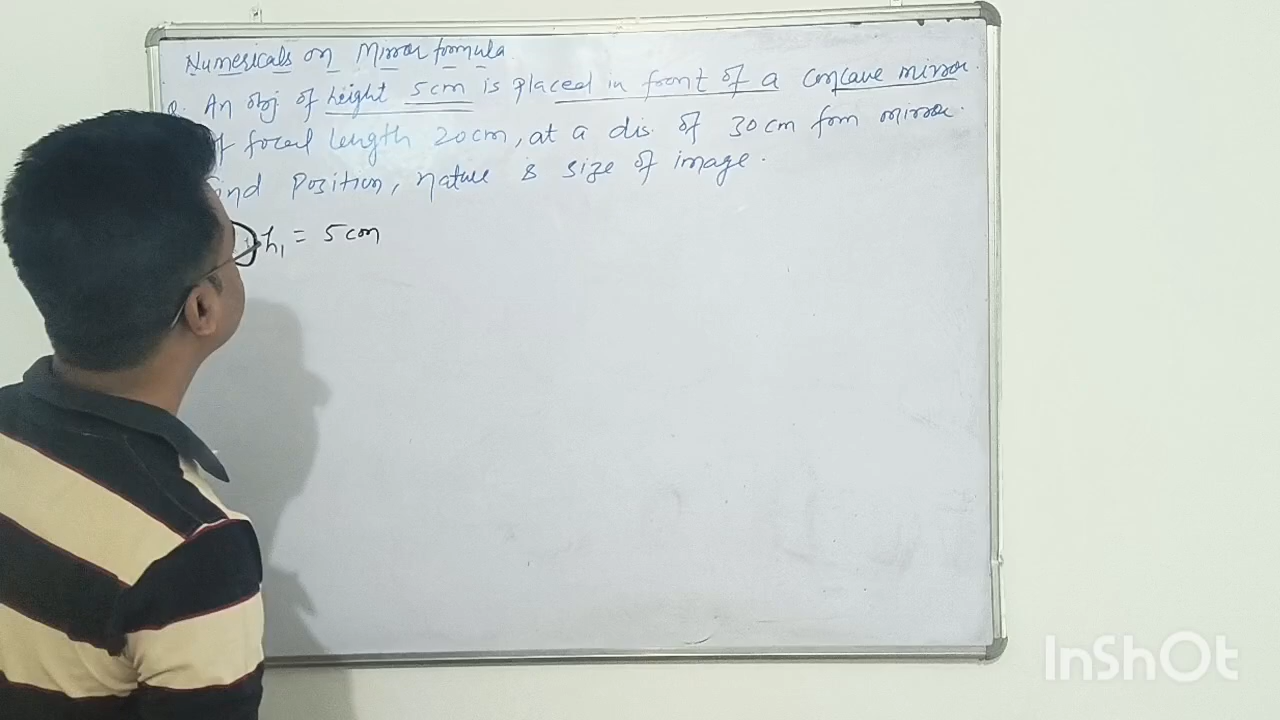 Numericals on Mirror formula
Q. An obj of height 5cm is placed in front of a concave mirror.
of focal length 20cm, at a dis. of 30cm from mirror.
find Position, nature & size of image.
h₁ = 5cm
InShOt